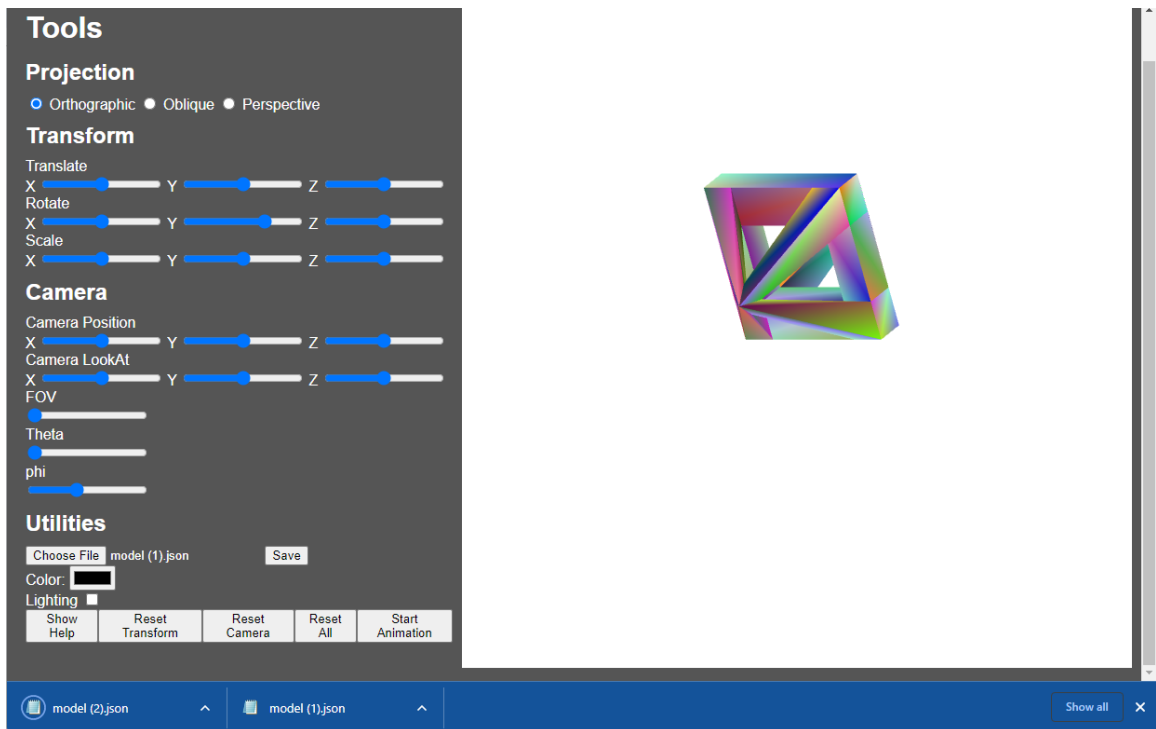 Tools
Projection
Orthographic Oblique Perspective
Transform
Translate
X Y Z
Rotate
X Y Z
Scale
X Y Z
Camera
Camera Position
X Y Z
Camera LookAt
X Y Z
FOV
Theta
phi
Utilities
Choose File model (1).json Save
Color:
Lighting
Show Help Reset Transform Reset Camera Reset All Start Animation
model (2).json model (1).json Show all